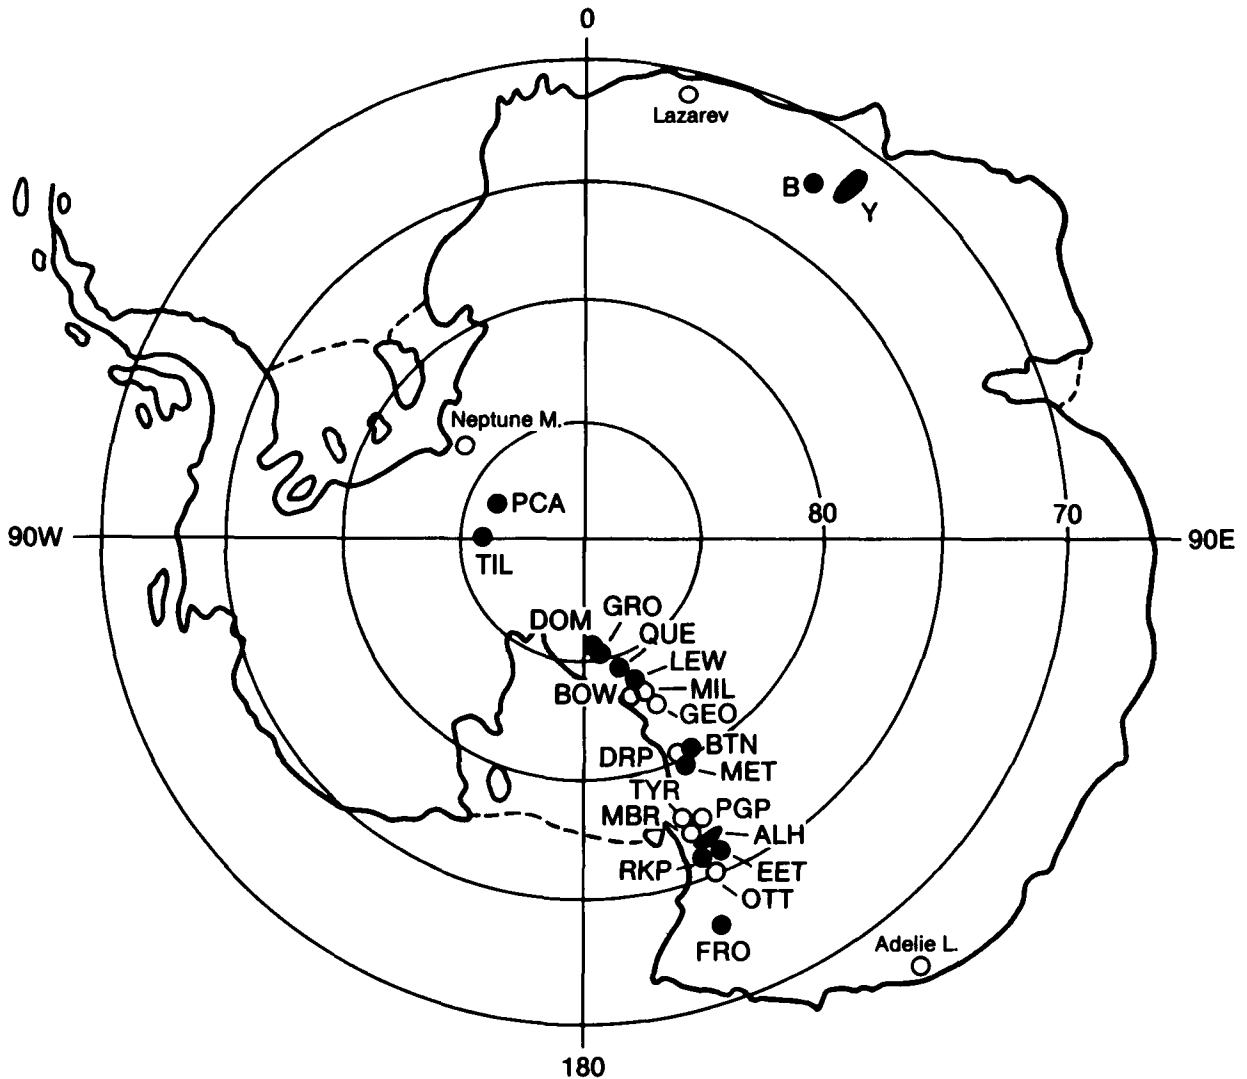 0
Lazarev
B
Y
Neptune M.
PCA
80
70
90W
90E
TIL
GRO
DOM
QUE
LEW
BOW
MIL
GEO
BTN
DRP
MET
TYR
PGP
MBR
ALH
RKP
EET
OTT
FRO
Adelie L.
180